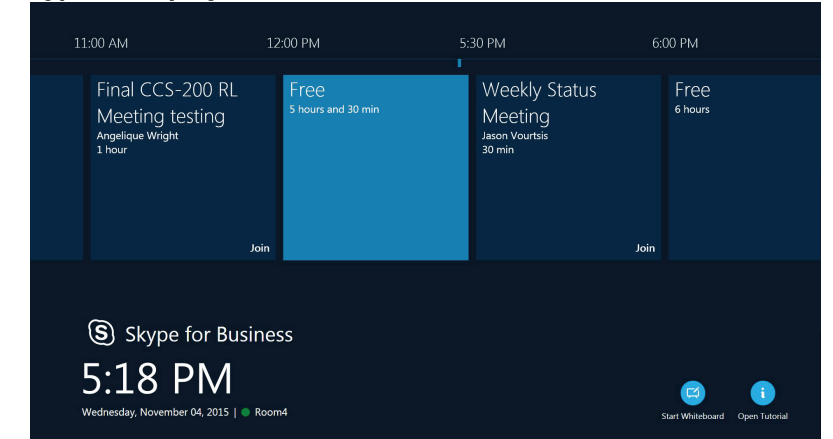 11:00 AM
12:00 PM
5:30 PM
6:00 PM
Final CCS-200 RL
Meeting testing
Angelique Wright
1 hour
Join
Free
5 hours and 30 min
Weekly Status
Meeting
Jason Vourtsis
30 min
Join
Free
6 hours
Skype for Business
5:18 PM
Wednesday, November 04, 2015 | Room4
Start Whiteboard
Open Tutorial